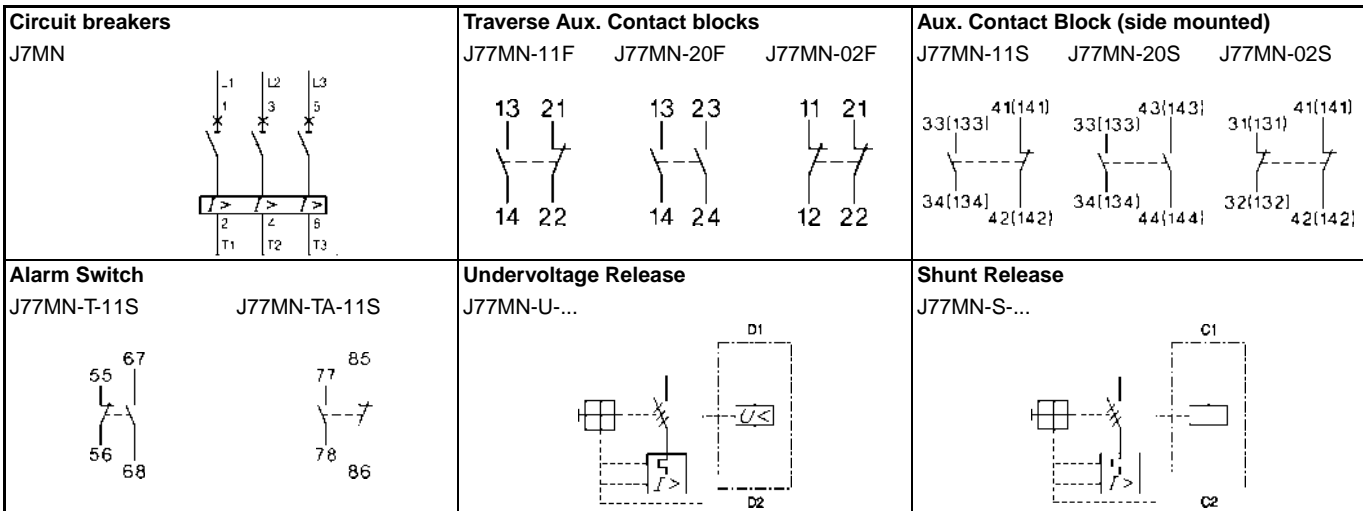 Circuit breakers
J7MN
L1 L2 L3
1 3 5
I > I > I >
2 4 6
T1 T2 T3
Traverse Aux. Contact blocks
J77MN-11F J77MN-20F J77MN-02F
13 21 13 23 11 21
14 22 14 24 12 22
Aux. Contact Block (side mounted)
J77MN-11S J77MN-20S J77MN-02S
41(141) 43(143) 41(141)
33(133) 33(133) 31(131)
34(134) 34(134) 32(132)
42(142) 44(144) 42(142)
Alarm Switch
J77MN-T-11S J77MN-TA-11S
67 85
55 77
56 78
68 86
Undervoltage Release
J77MN-U-...
D1
U<
I >
D2
Shunt Release
J77MN-S-...
C1
I >
C2